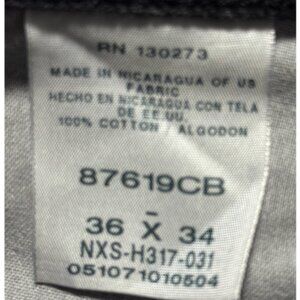 RN 130273
MADE IN NICARAGUA OF US
FABRIC
HECHO EN NICARAGUA CON TELA
DE EE.UU.
100% COTTON / ALGODON
87619CB
36 X 34
NXS-H317-031
051071010504